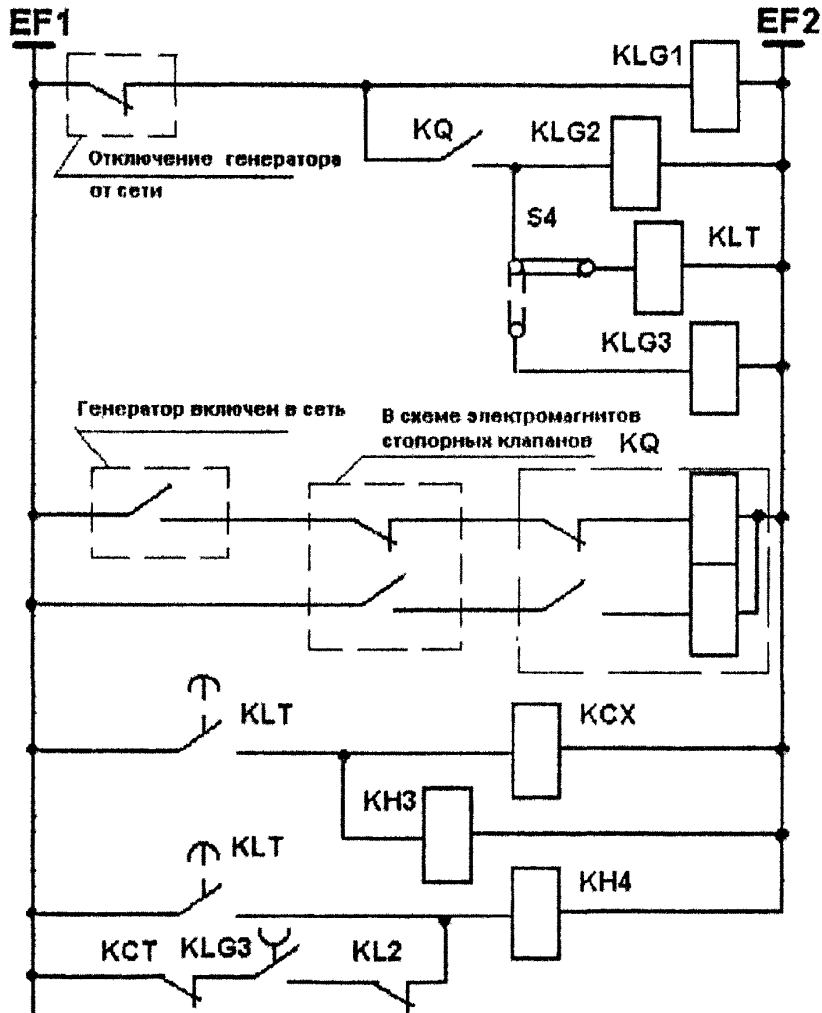 EF1
EF2
KLG1
KQ
KLG2
Отключение генератора
от сети
S4
KLT
KLG3
Генератор включен в сеть
В схеме электромагнитов
стопорных клапанов
KQ
KLT
KCX
KH3
KLT
KH4
KCT
KLG3
KL2